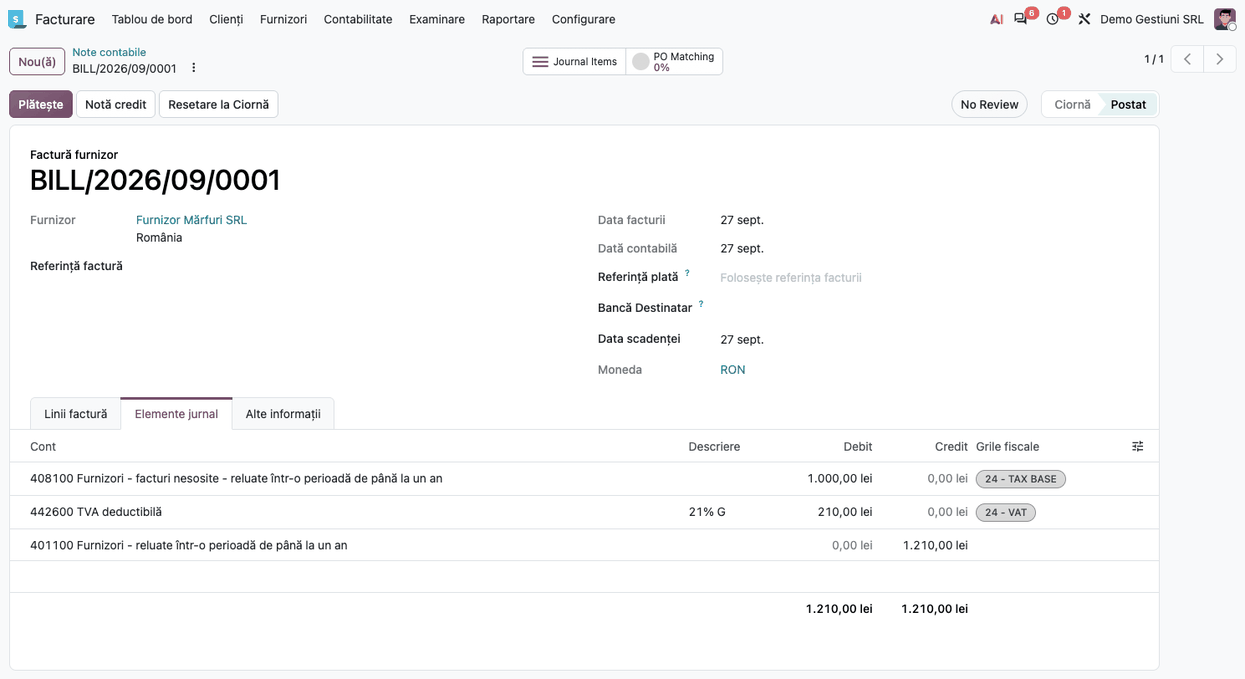 Facturare Tablou de bord Clienți Furnizori Contabilitate Examinare Raportare Configurare AI 6 1 Demo Gestiuni SRL
Nou(ă) Note contabile
BILL/2026/09/0001
Journal Items PO Matching
0%
1 / 1
Plătește Notă credit Resetare la Ciornă No Review Ciornă Postat
Factură furnizor
BILL/2026/09/0001
Furnizor Furnizor Mărfuri SRL
România
Referință factură
Data facturii 27 sept.
Dată contabilă 27 sept.
Referință plată ? Folosește referința facturii
Bancă Destinatar ?
Data scadenței 27 sept.
Moneda RON
Linii factură Elemente jurnal Alte informații
Cont Descriere Debit Credit Grile fiscale
408100 Furnizori - facturi nesosite - reluate într-o perioadă de până la un an 1.000,00 lei 0,00 lei 24 - TAX BASE
442600 TVA deductibilă 21% G 210,00 lei 0,00 lei 24 - VAT
401100 Furnizori - reluate într-o perioadă de până la un an 0,00 lei 1.210,00 lei
1.210,00 lei 1.210,00 lei